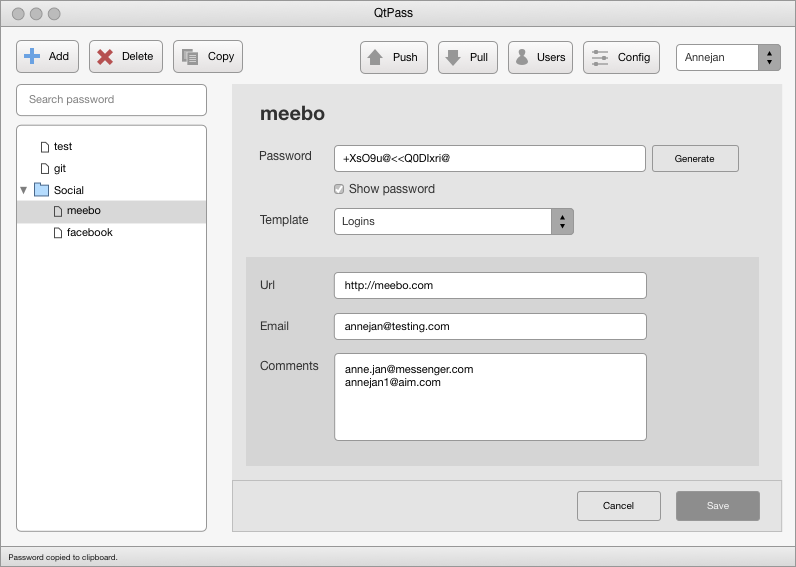 QtPass
Add Delete Copy Push Pull Users Config Annejan
Search password
test
git
Social
meebo
facebook
meebo
Password +XsO9u@<<Q0DIxri@ Generate
Show password
Template Logins
Url http://meebo.com
Email annejan@testing.com
Comments anne.jan@messenger.com
annejan1@aim.com
Cancel Save
Password copied to clipboard.